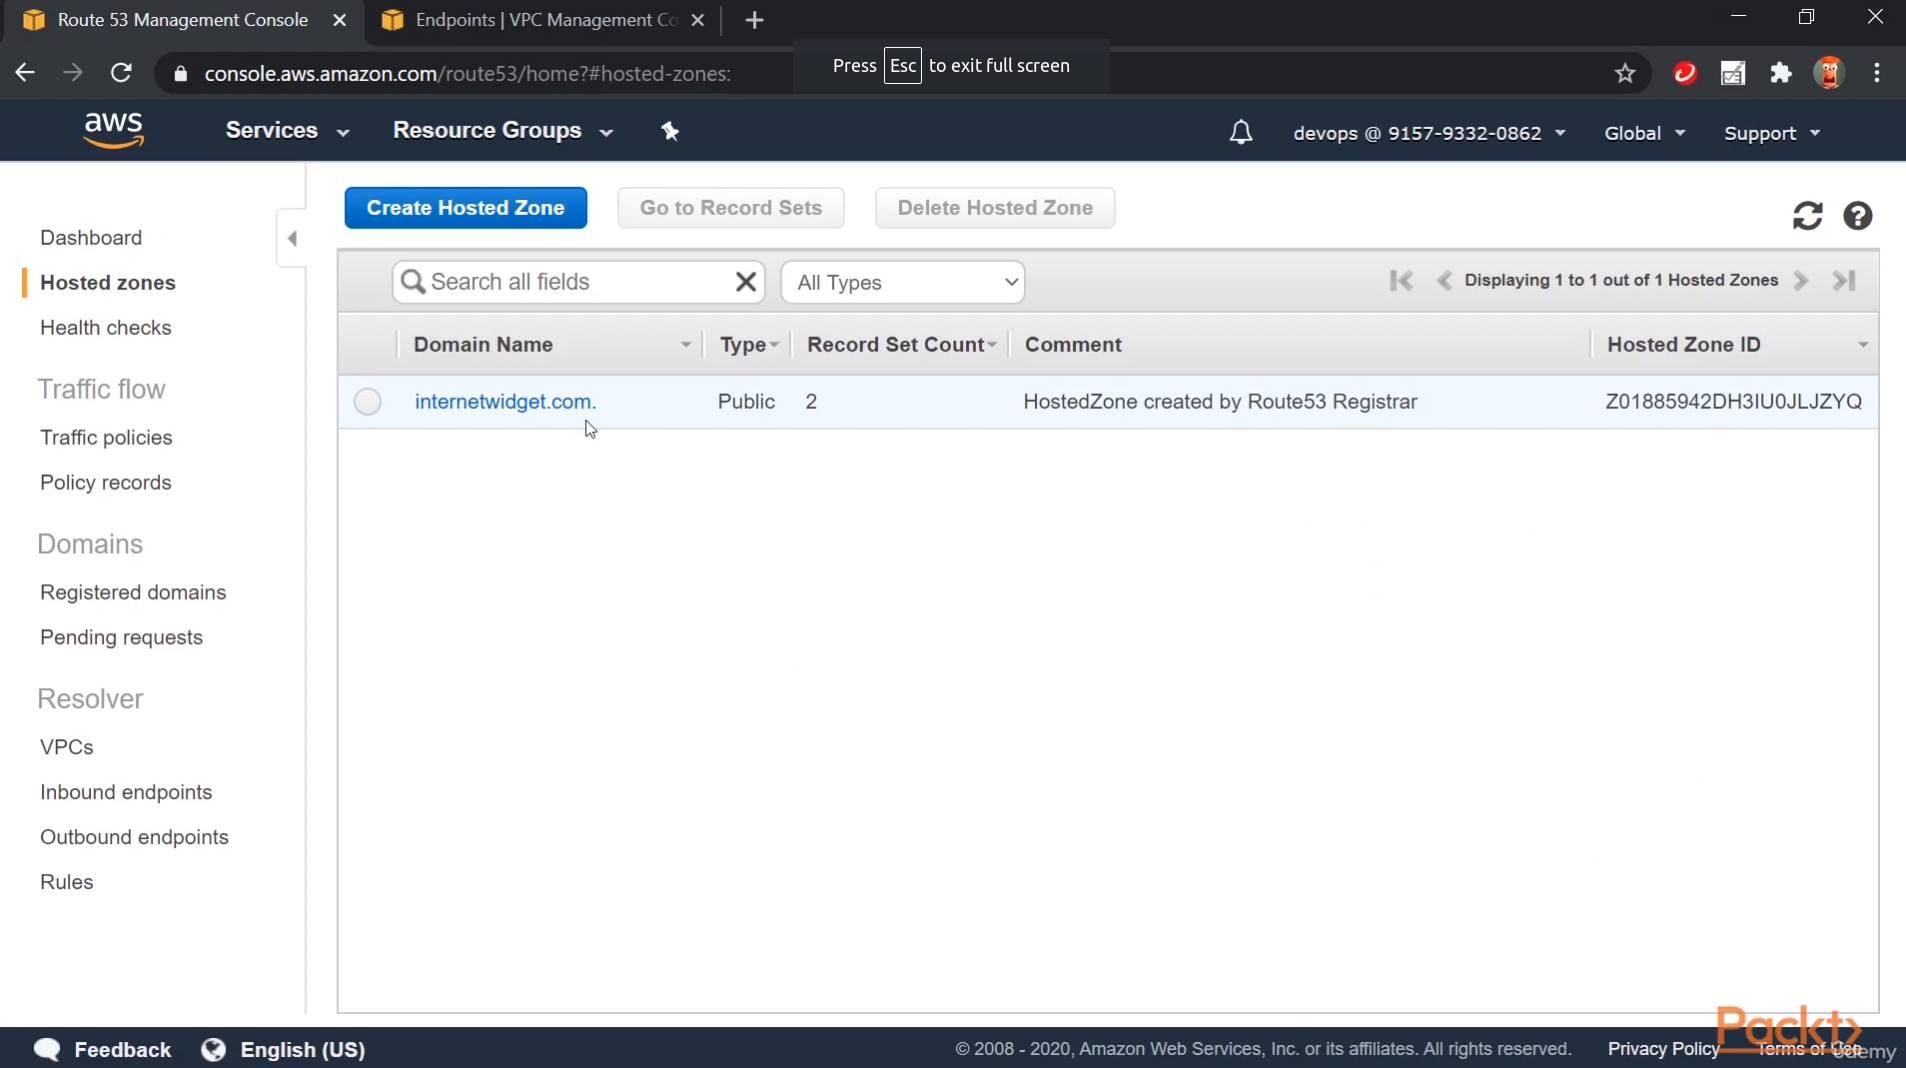 Route 53 Management Console
Endpoints | VPC Management Co
console.aws.amazon.com/route53/home?#hosted-zones:
Press Esc to exit full screen
aws
Services
Resource Groups
devops @ 9157-9332-0862
Global
Support
Create Hosted Zone
Go to Record Sets
Delete Hosted Zone
Dashboard
Hosted zones
Health checks
Traffic flow
Traffic policies
Policy records
Domains
Registered domains
Pending requests
Resolver
VPCs
Inbound endpoints
Outbound endpoints
Rules
Search all fields
All Types
Displaying 1 to 1 out of 1 Hosted Zones
Domain Name Type Record Set Count Comment Hosted Zone ID
internetwidget.com. Public 2 HostedZone created by Route53 Registrar Z01885942DH3IU0JLJZYQ
Feedback
English (US)
© 2008 - 2020, Amazon Web Services, Inc. or its affiliates. All rights reserved.
Privacy Policy
Terms of Use
Packt
udemy